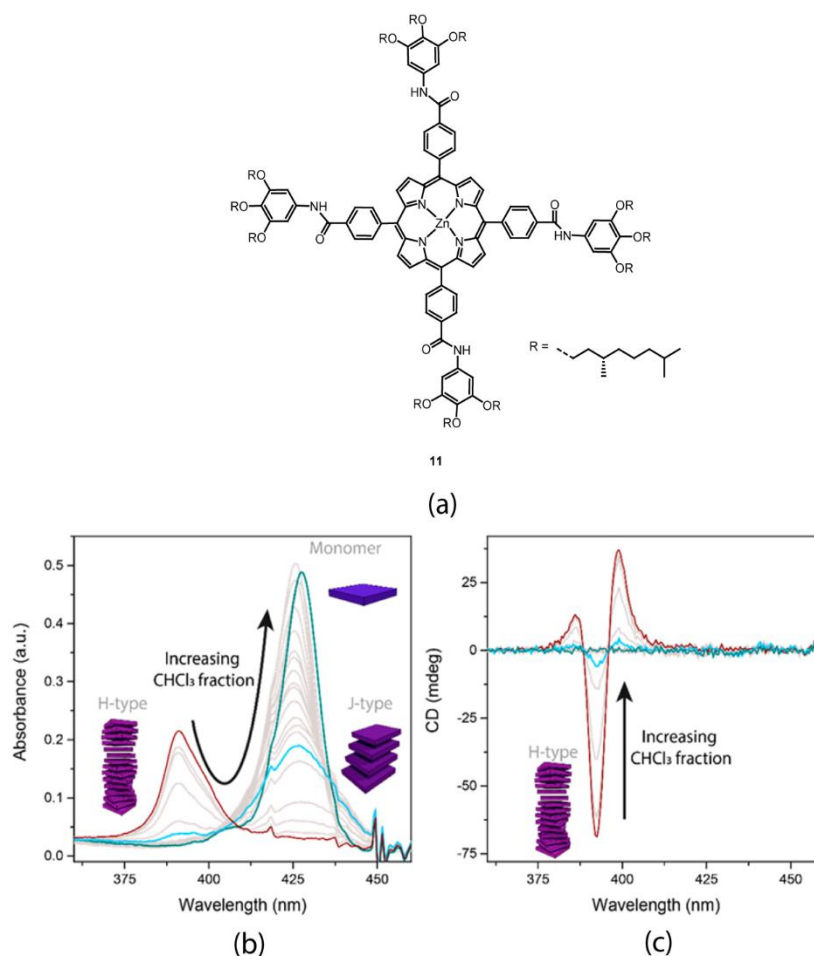 RO
RO
OR
HN
O
RO
RO
RO
H
N
O
N
N
Zn
N
N
O
N
H
OR
OR
OR
O
NH
RO
RO
OR
R =
11
(a)
Absorbance (a.u.)
0.5
0.4
0.3
0.2
0.1
0.0
Monomer
Increasing
CHCl₃ fraction
H-type
J-type
375
400
425
450
Wavelength (nm)
(b)
CD (mdeg)
25
0
-25
-50
-75
H-type
Increasing
CHCl₃ fraction
375
400
425
450
Wavelength (nm)
(c)